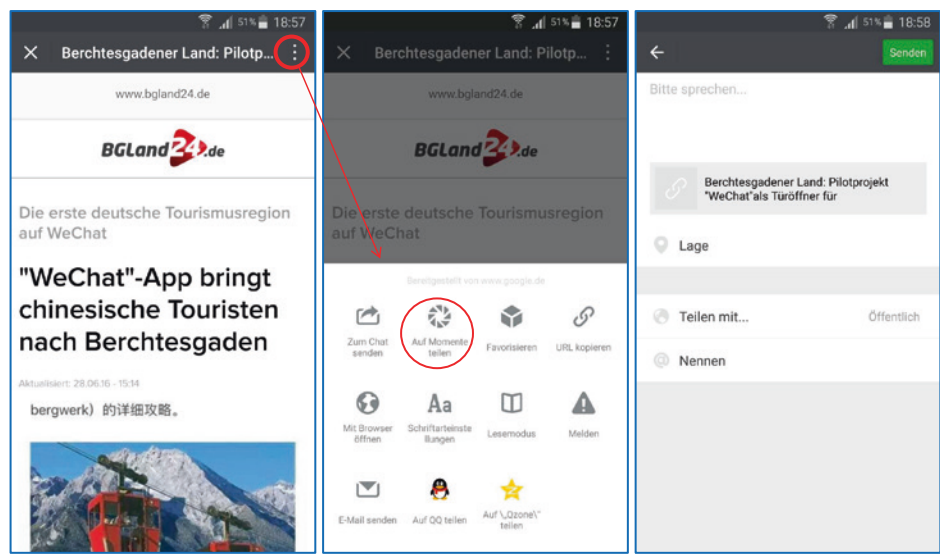 51% 18:57
Berchtesgadener Land: Pilotp...
www.bgland24.de
BGLand24.de
Die erste deutsche Tourismusregion
auf WeChat
"WeChat"-App bringt
chinesische Touristen
nach Berchtesgaden
Aktualisiert: 28.06.16 - 15:14
bergwerk）的详细攻略。
51% 18:57
Berchtesgadener Land: Pilotp...
www.bgland24.de
BGLand24.de
Die erste deutsche Tourismusregion
auf WeChat
Bereitgestellt von www.google.de
Zum Chat
senden
Auf Momente
teilen
Favorisieren
URL kopieren
Mit Browser
öffnen
Aa
Schriftarteinste
llungen
Lesemodus
Melden
E-Mail senden
Auf QQ teilen
Auf \„Qzone\"
teilen
51% 18:58
Senden
Bitte sprechen...
Berchtesgadener Land: Pilotprojekt
"WeChat"als Türöffner für
Lage
Teilen mit...
Öffentlich
Nennen